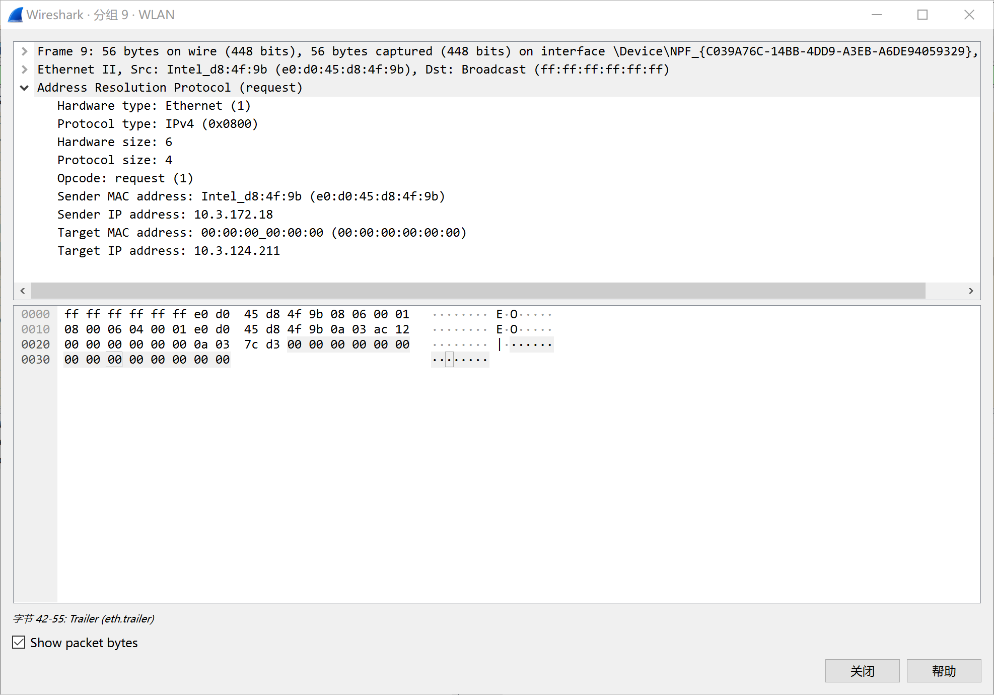 Wireshark · 分组 9 · WLAN
Frame 9: 56 bytes on wire (448 bits), 56 bytes captured (448 bits) on interface \Device\NPF_{C039A76C-14BB-4DD9-A3EB-A6DE94059329},
Ethernet II, Src: Intel_d8:4f:9b (e0:d0:45:d8:4f:9b), Dst: Broadcast (ff:ff:ff:ff:ff:ff)
Address Resolution Protocol (request)
Hardware type: Ethernet (1)
Protocol type: IPv4 (0x0800)
Hardware size: 6
Protocol size: 4
Opcode: request (1)
Sender MAC address: Intel_d8:4f:9b (e0:d0:45:d8:4f:9b)
Sender IP address: 10.3.172.18
Target MAC address: 00:00:00_00:00:00 (00:00:00:00:00:00)
Target IP address: 10.3.124.211
0000 ff ff ff ff ff ff e0 d0 45 d8 4f 9b 08 06 00 01 ········ E·O·····
0010 08 00 06 04 00 01 e0 d0 45 d8 4f 9b 0a 03 ac 12 ········ E·O·····
0020 00 00 00 00 00 00 0a 03 7c d3 00 00 00 00 00 00 ········ |·······
0030 00 00 00 00 00 00 00 00 ········
字节 42-55: Trailer (eth.trailer)
Show packet bytes
关闭 帮助